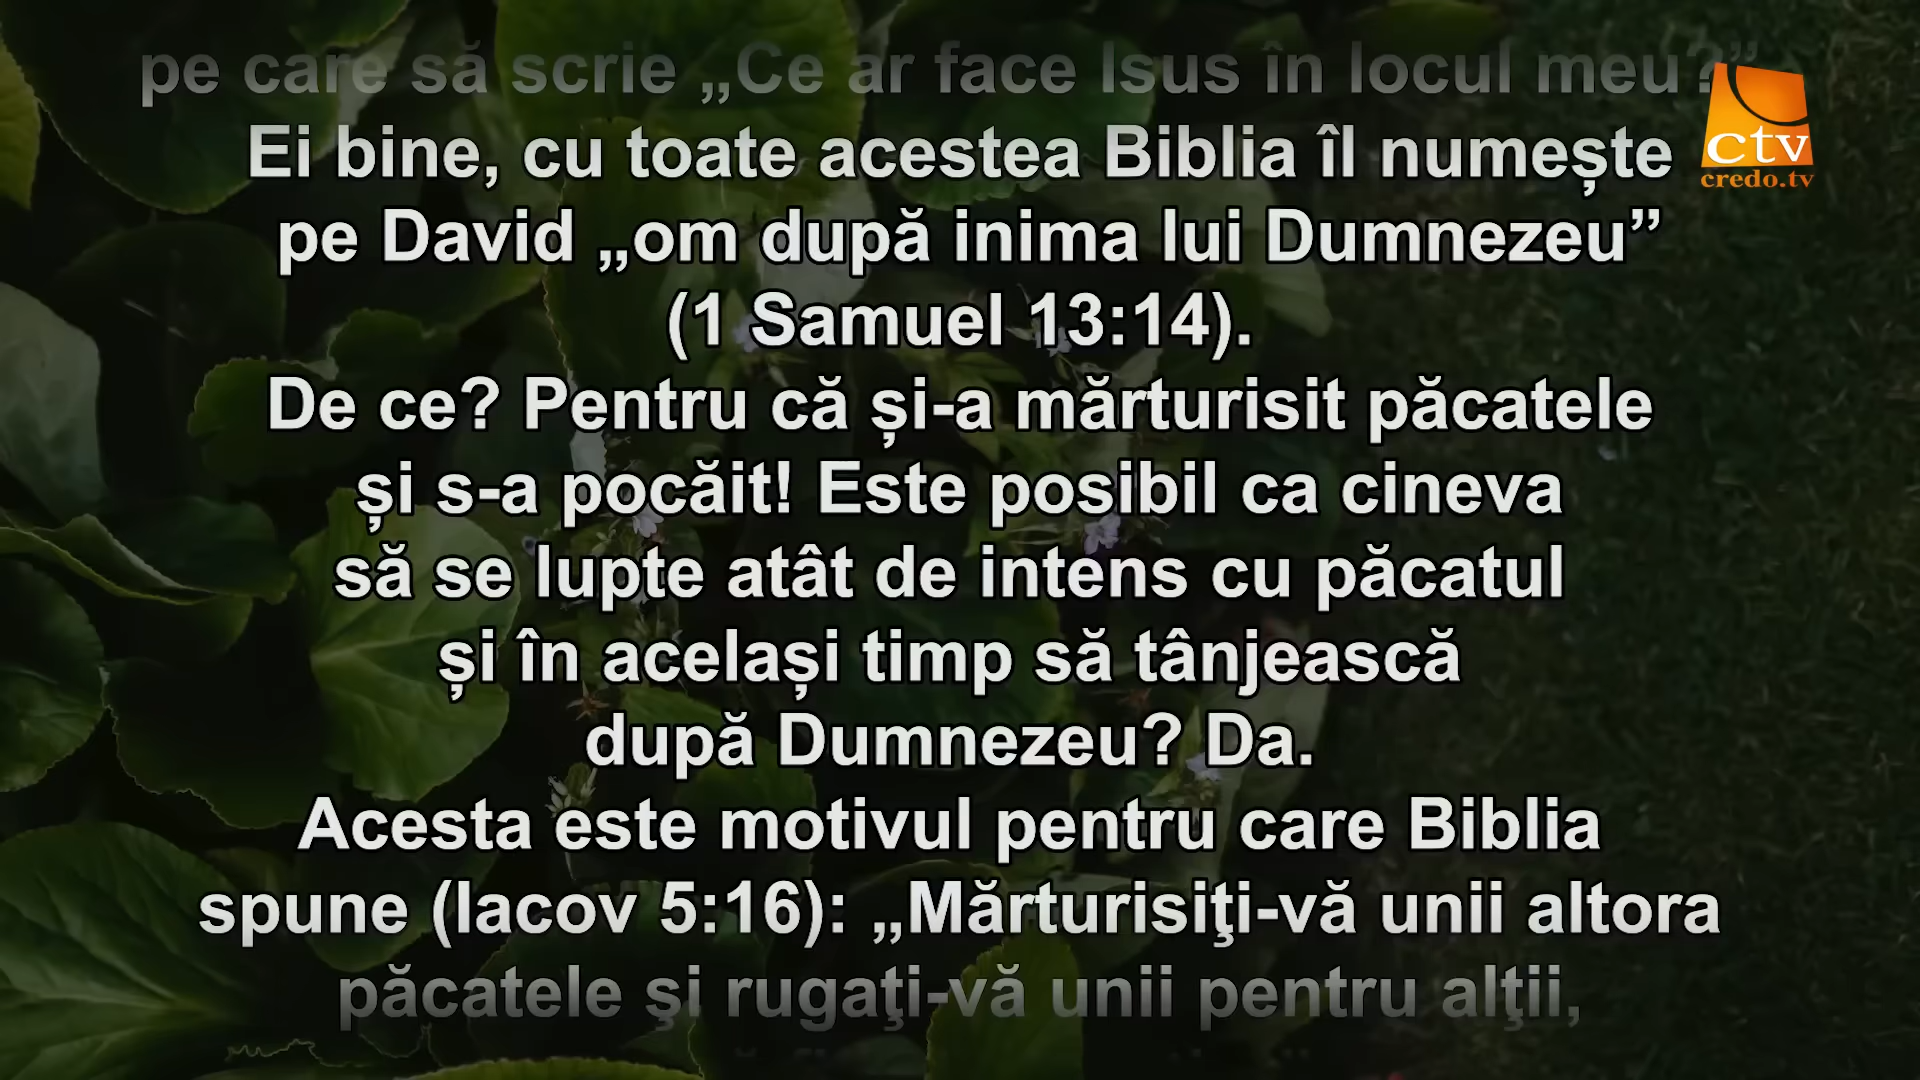 pe care să scrie „Ce ar face Isus în locul meu?”
Ei bine, cu toate acestea Biblia îl numește
pe David „om după inima lui Dumnezeu”
(1 Samuel 13:14).
De ce? Pentru că și-a mărturisit păcatele
și s-a pocăit! Este posibil ca cineva
să se lupte atât de intens cu păcatul
și în același timp să tânjească
după Dumnezeu? Da.
Acesta este motivul pentru care Biblia
spune (Iacov 5:16): „Mărturisiţi-vă unii altora
păcatele şi rugaţi-vă unii pentru alţii,
ctv
credo.tv